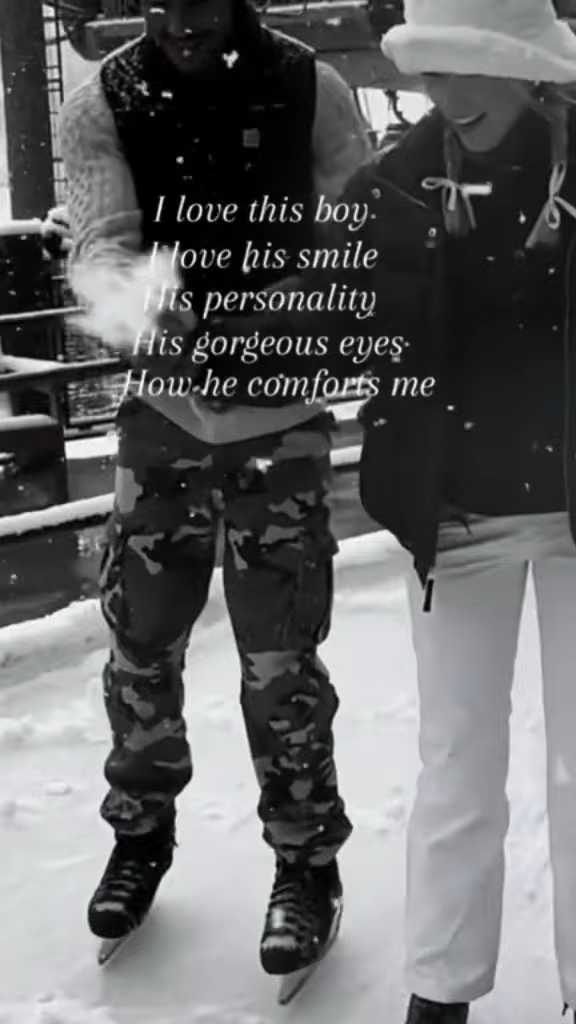 I love this boy
I love his smile
His personality
His gorgeous eyes
How he comforts me